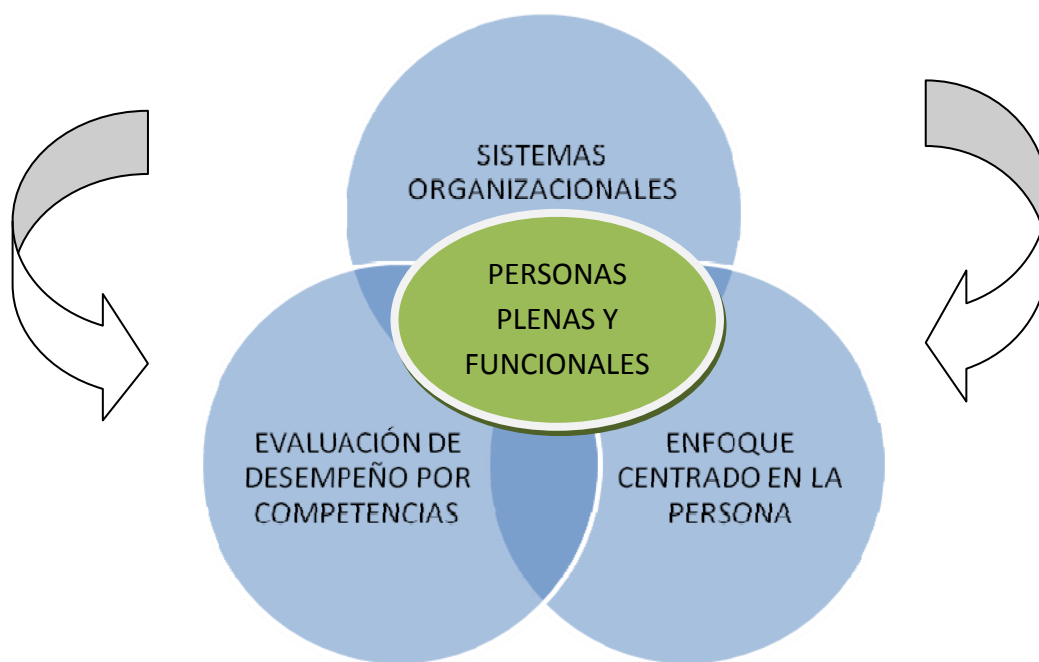 SISTEMAS
ORGANIZACIONALES
PERSONAS
PLENAS Y
FUNCIONALES
EVALUACIÓN DE
DESEMPEÑO POR
COMPETENCIAS
ENFOQUE
CENTRADO EN LA
PERSONA